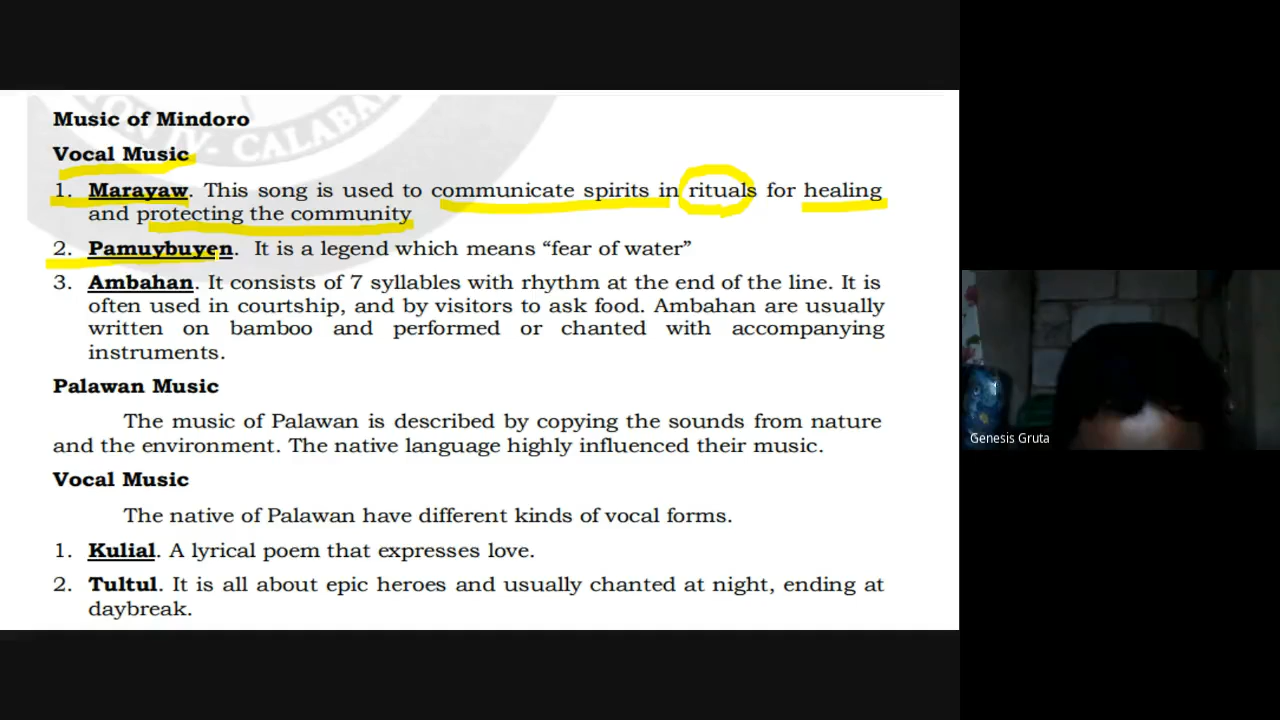 ON IV- CALABA
Music of Mindoro
Vocal Music
1. Marayaw. This song is used to communicate spirits in rituals for healing
and protecting the community
2. Pamuybuyen. It is a legend which means “fear of water”
3. Ambahan. It consists of 7 syllables with rhythm at the end of the line. It is
often used in courtship, and by visitors to ask food. Ambahan are usually
written on bamboo and performed or chanted with accompanying
instruments.
Palawan Music
The music of Palawan is described by copying the sounds from nature
and the environment. The native language highly influenced their music.
Vocal Music
The native of Palawan have different kinds of vocal forms.
1. Kulial. A lyrical poem that expresses love.
2. Tultul. It is all about epic heroes and usually chanted at night, ending at
daybreak.
Genesis Gruta